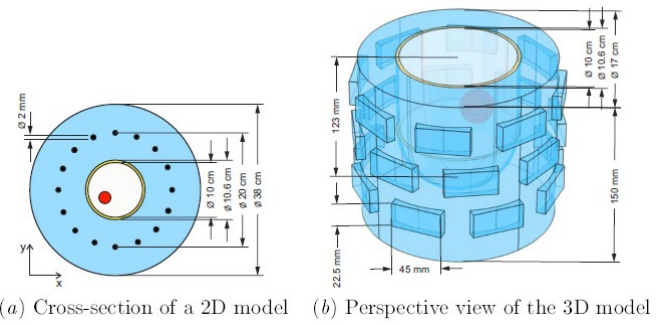 Ø 2 mm
Ø 10 cm
Ø 10.6 cm
Ø 20 cm
Ø 38 cm
y
x
Ø 10 cm
Ø 10.6 cm
Ø 17 cm
123 mm
150 mm
22.5 mm
45 mm
(a) Cross-section of a 2D model
(b) Perspective view of the 3D model